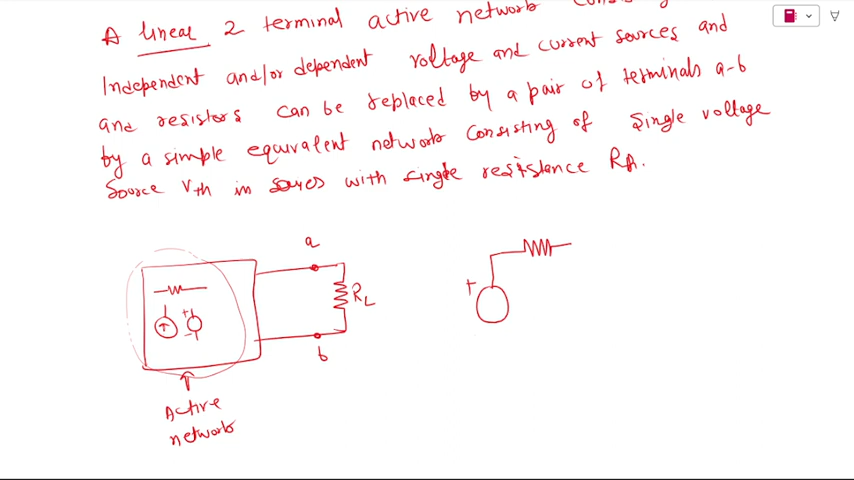 A linear 2 terminal active network
Independent and/or dependent voltage and current sources and
and resistors can be replaced by a pair of terminals a-b
by a simple equivalent network consisting of single voltage
Source Vth in series with single resistance
a
RL
b
+
-
+
Active
network